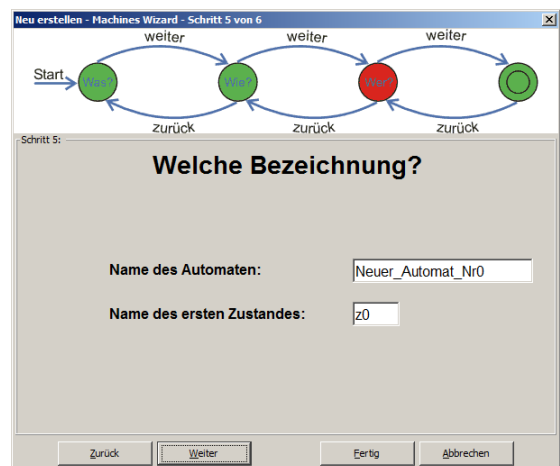 Neu erstellen - Machines Wizard - Schritt 5 von 6
weiter weiter weiter
Start Was? Wie? Wer?
zurück zurück zurück
Schritt 5:
Welche Bezeichnung?
Name des Automaten: Neuer_Automat_Nr0
Name des ersten Zustandes: z0
Zurück Weiter Fertig Abbrechen